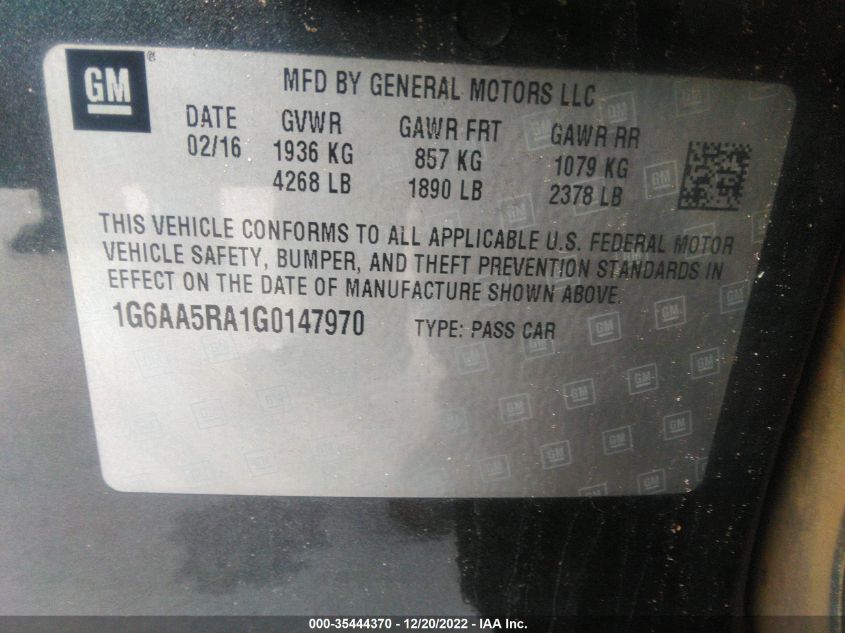 GM ®
MFD BY GENERAL MOTORS LLC
DATE GVWR GAWR FRT GAWR RR
02/16 1936 KG 857 KG 1079 KG
4268 LB 1890 LB 2378 LB
THIS VEHICLE CONFORMS TO ALL APPLICABLE U.S. FEDERAL MOTOR
VEHICLE SAFETY, BUMPER, AND THEFT PREVENTION STANDARDS IN
EFFECT ON THE DATE OF MANUFACTURE SHOWN ABOVE.
1G6AA5RA1G0147970 TYPE: PASS CAR
000-35444370 - 12/20/2022 - IAA Inc.